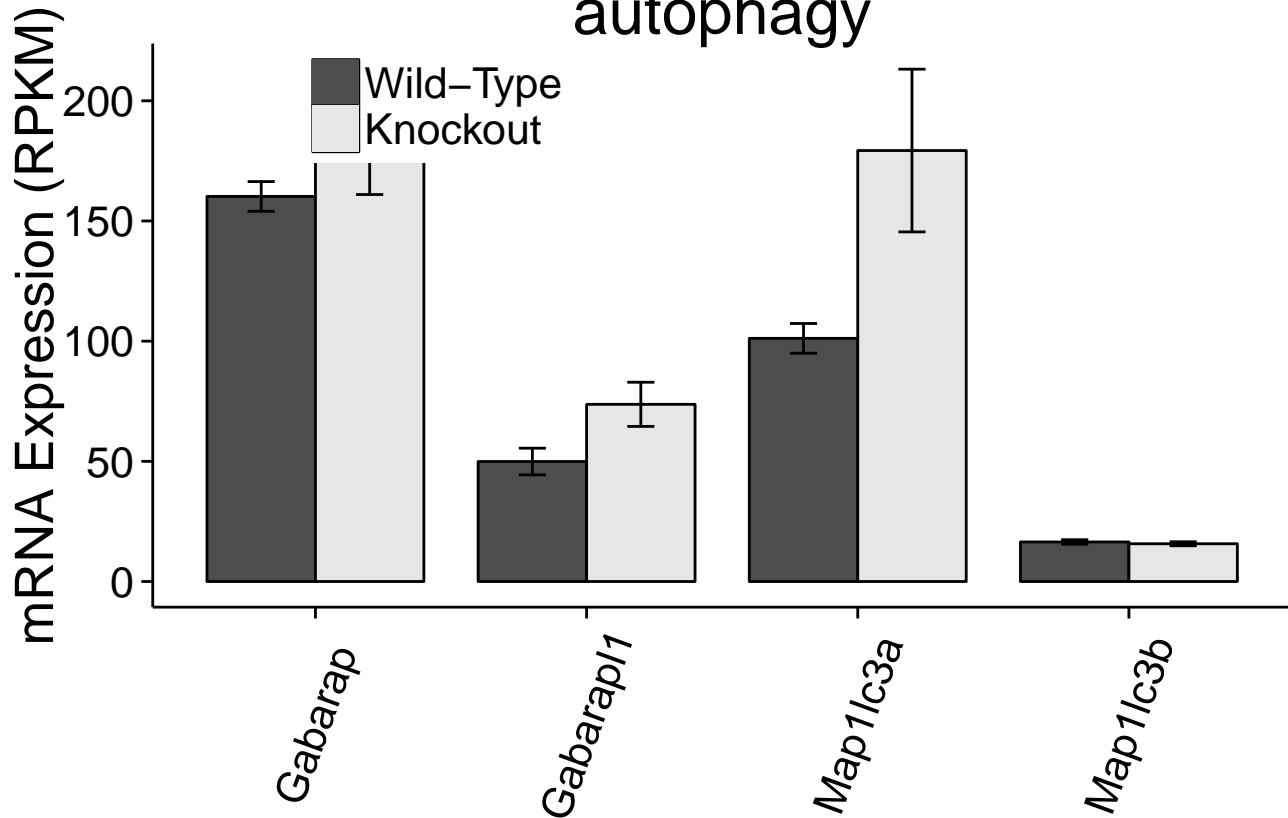 autophagy
mRNA Expression (RPKM)
200
150
100
50
0
Wild−Type
Knockout
Gabarap
Gabarapl1
Map1lc3a
Map1lc3b